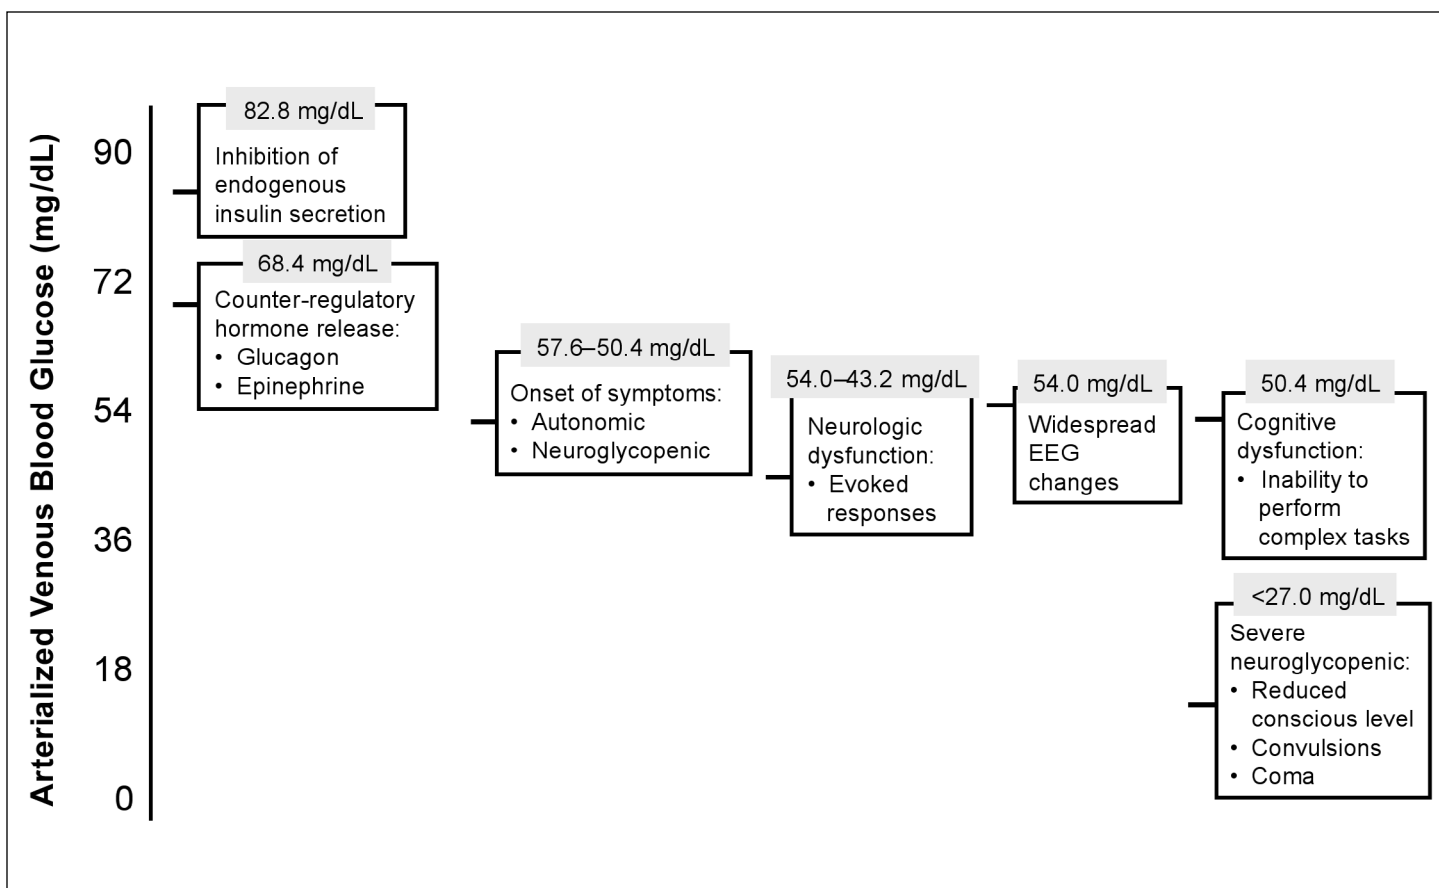 Arterialized Venous Blood Glucose (mg/dL)
90
72
54
36
18
0
82.8 mg/dL
Inhibition of
endogenous
insulin secretion
68.4 mg/dL
Counter-regulatory
hormone release:
• Glucagon
• Epinephrine
57.6–50.4 mg/dL
Onset of symptoms:
• Autonomic
• Neuroglycopenic
54.0–43.2 mg/dL
Neurologic
dysfunction:
• Evoked
responses
54.0 mg/dL
Widespread
EEG
changes
50.4 mg/dL
Cognitive
dysfunction:
• Inability to
perform
complex tasks
<27.0 mg/dL
Severe
neuroglycopenic:
• Reduced
conscious level
• Convulsions
• Coma